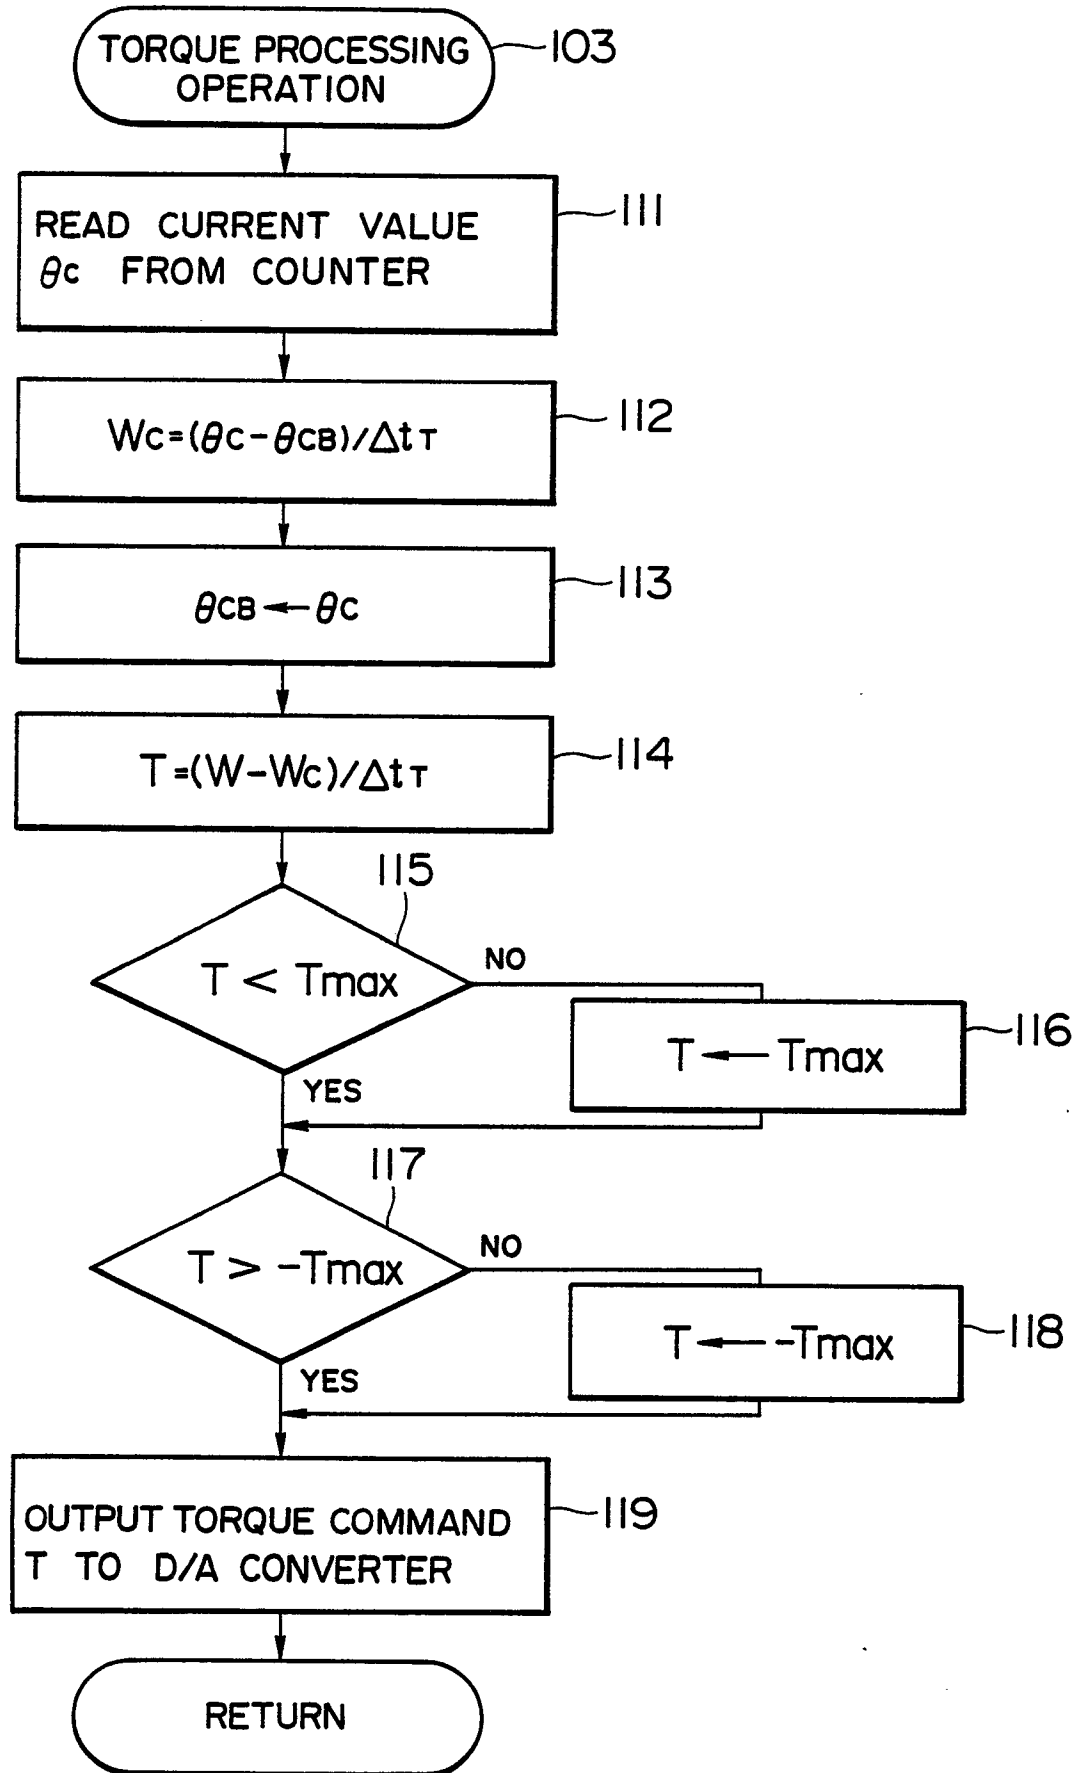 TORQUE PROCESSING
OPERATION
103
READ CURRENT VALUE
θc FROM COUNTER
111
Wc=(θc-θCB)/Δtт
112
θCB←θc
113
T=(W-Wc)/Δtт
114
115
T < Tmax
NO
T ← Tmax
116
YES
117
T > -Tmax
NO
T ← -Tmax
118
YES
OUTPUT TORQUE COMMAND
T TO D/A CONVERTER
119
RETURN